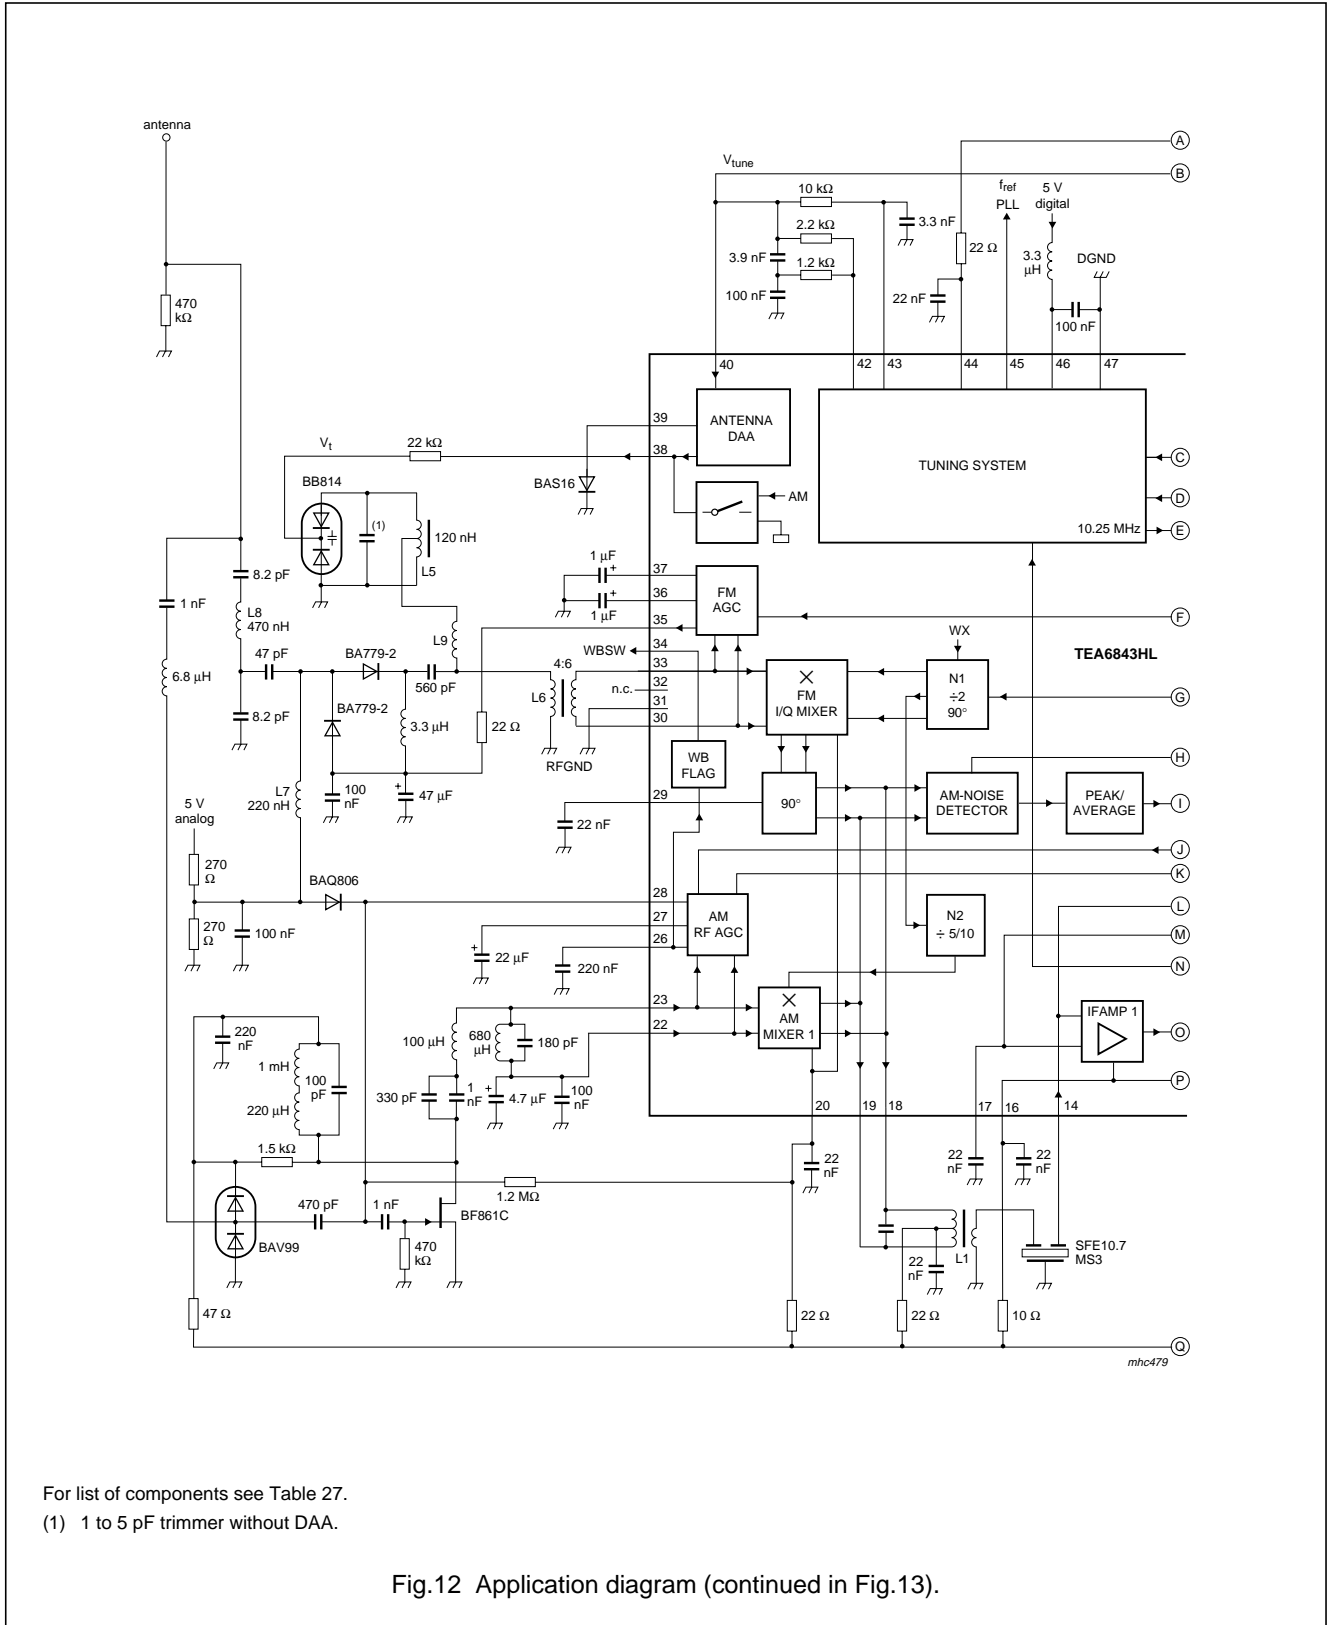 antenna
A
Vtune
B
10 kΩ
fref
PLL
5 V
digital
3.3 nF
2.2 kΩ
22 Ω
3.9 nF
1.2 kΩ
3.3
μH
DGND
100 nF
22 nF
100 nF
470
kΩ
40
42
43
44
45
46
47
39
ANTENNA
DAA
TUNING SYSTEM
Vt
22 kΩ
38
C
BB814
BAS16
AM
D
(1)
120 nH
10.25 MHz
E
L5
1 μF
+
37
FM
AGC
8.2 pF
1 nF
36
+
1 μF
L8
470 nH
35
F
L9
34
WBSW
WX
TEA6843HL
47 pF
BA779-2
4:6
33
FM
I/Q MIXER
N1
÷2
90°
6.8 μH
560 pF
n.c.
32
L6
31
G
8.2 pF
BA779-2
3.3 μH
22 Ω
30
RFGND
WB
FLAG
H
L7
220 nH
100
nF
+
47 μF
29
90°
AM-NOISE
DETECTOR
PEAK/
AVERAGE
I
5 V
analog
22 nF
J
270
Ω
BAQ806
K
28
AM
RF AGC
N2
÷ 5/10
L
27
270
Ω
100 nF
26
M
+
22 μF
220 nF
N
23
AM
MIXER 1
IFAMP 1
220
nF
100 μH
680
μH
180 pF
22
O
1 mH
100
pF
220 μH
330 pF
1
nF
+
4.7 μF
100
nF
P
20
19
18
17
16
14
1.5 kΩ
22
nF
22
nF
22
nF
1.2 MΩ
470 pF
1 nF
BF861C
BAV99
470
kΩ
22
nF
L1
SFE10.7
MS3
47 Ω
22 Ω
22 Ω
10 Ω
Q
mhc479
For list of components see Table 27.
(1) 1 to 5 pF trimmer without DAA.
Fig.12 Application diagram (continued in Fig.13).